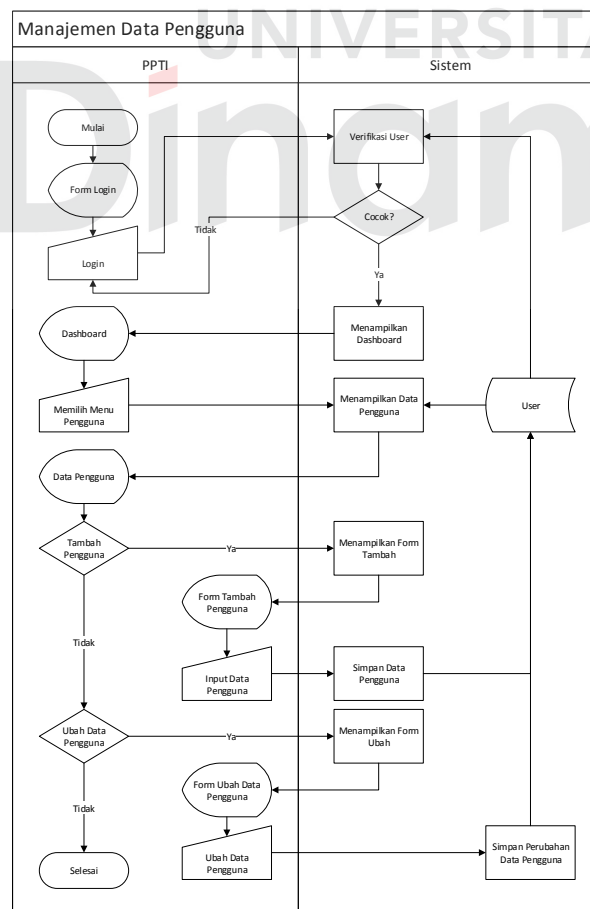 UNIVERSITA
Dinam
Manajemen Data Pengguna
PPTI
Sistem
Mulai
Verifikasi User
Form Login
Cocok?
Tidak
Login
Ya
Dashboard
Menampilkan
Dashboard
Memilih Menu
Pengguna
Menampilkan Data
Pengguna
User
Data Pengguna
Tambah
Pengguna
Ya
Menampilkan Form
Tambah
Form Tambah
Pengguna
Tidak
Input Data
Pengguna
Simpan Data
Pengguna
Ubah Data
Pengguna
Ya
Menampilkan Form
Ubah
Form Ubah Data
Pengguna
Tidak
Ubah Data
Pengguna
Simpan Perubahan
Data Pengguna
Selesai